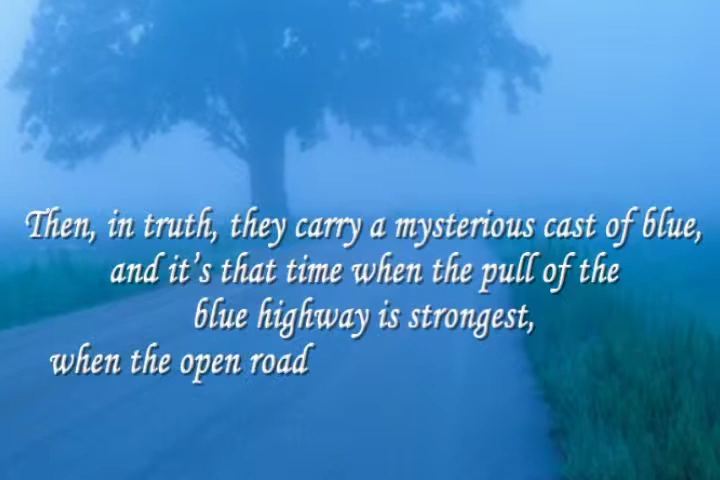 Then, in truth, they carry a mysterious cast of blue,
and it’s that time when the pull of the
blue highway is strongest,
when the open road